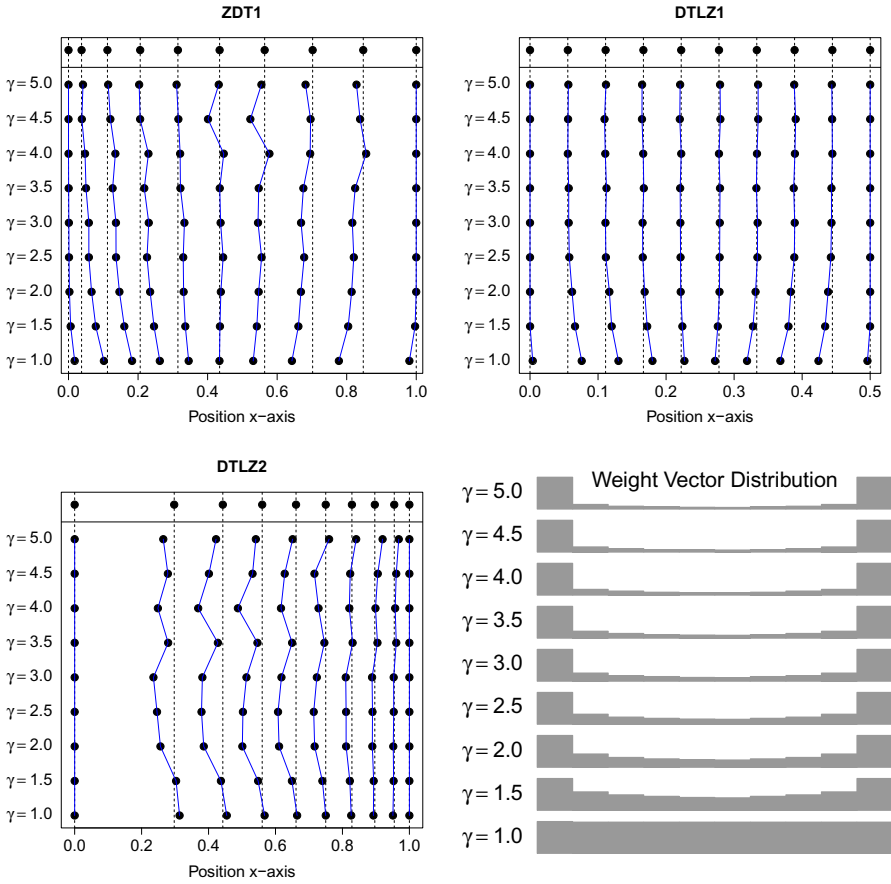 ZDT1
γ = 5.0
γ = 4.5
γ = 4.0
γ = 3.5
γ = 3.0
γ = 2.5
γ = 2.0
γ = 1.5
γ = 1.0
0.0 0.2 0.4 0.6 0.8 1.0
Position x−axis
DTLZ1
γ = 5.0
γ = 4.5
γ = 4.0
γ = 3.5
γ = 3.0
γ = 2.5
γ = 2.0
γ = 1.5
γ = 1.0
0.0 0.1 0.2 0.3 0.4 0.5
Position x−axis
DTLZ2
γ = 5.0
γ = 4.5
γ = 4.0
γ = 3.5
γ = 3.0
γ = 2.5
γ = 2.0
γ = 1.5
γ = 1.0
0.0 0.2 0.4 0.6 0.8 1.0
Position x−axis
Weight Vector Distribution
γ = 5.0
γ = 4.5
γ = 4.0
γ = 3.5
γ = 3.0
γ = 2.5
γ = 2.0
γ = 1.5
γ = 1.0